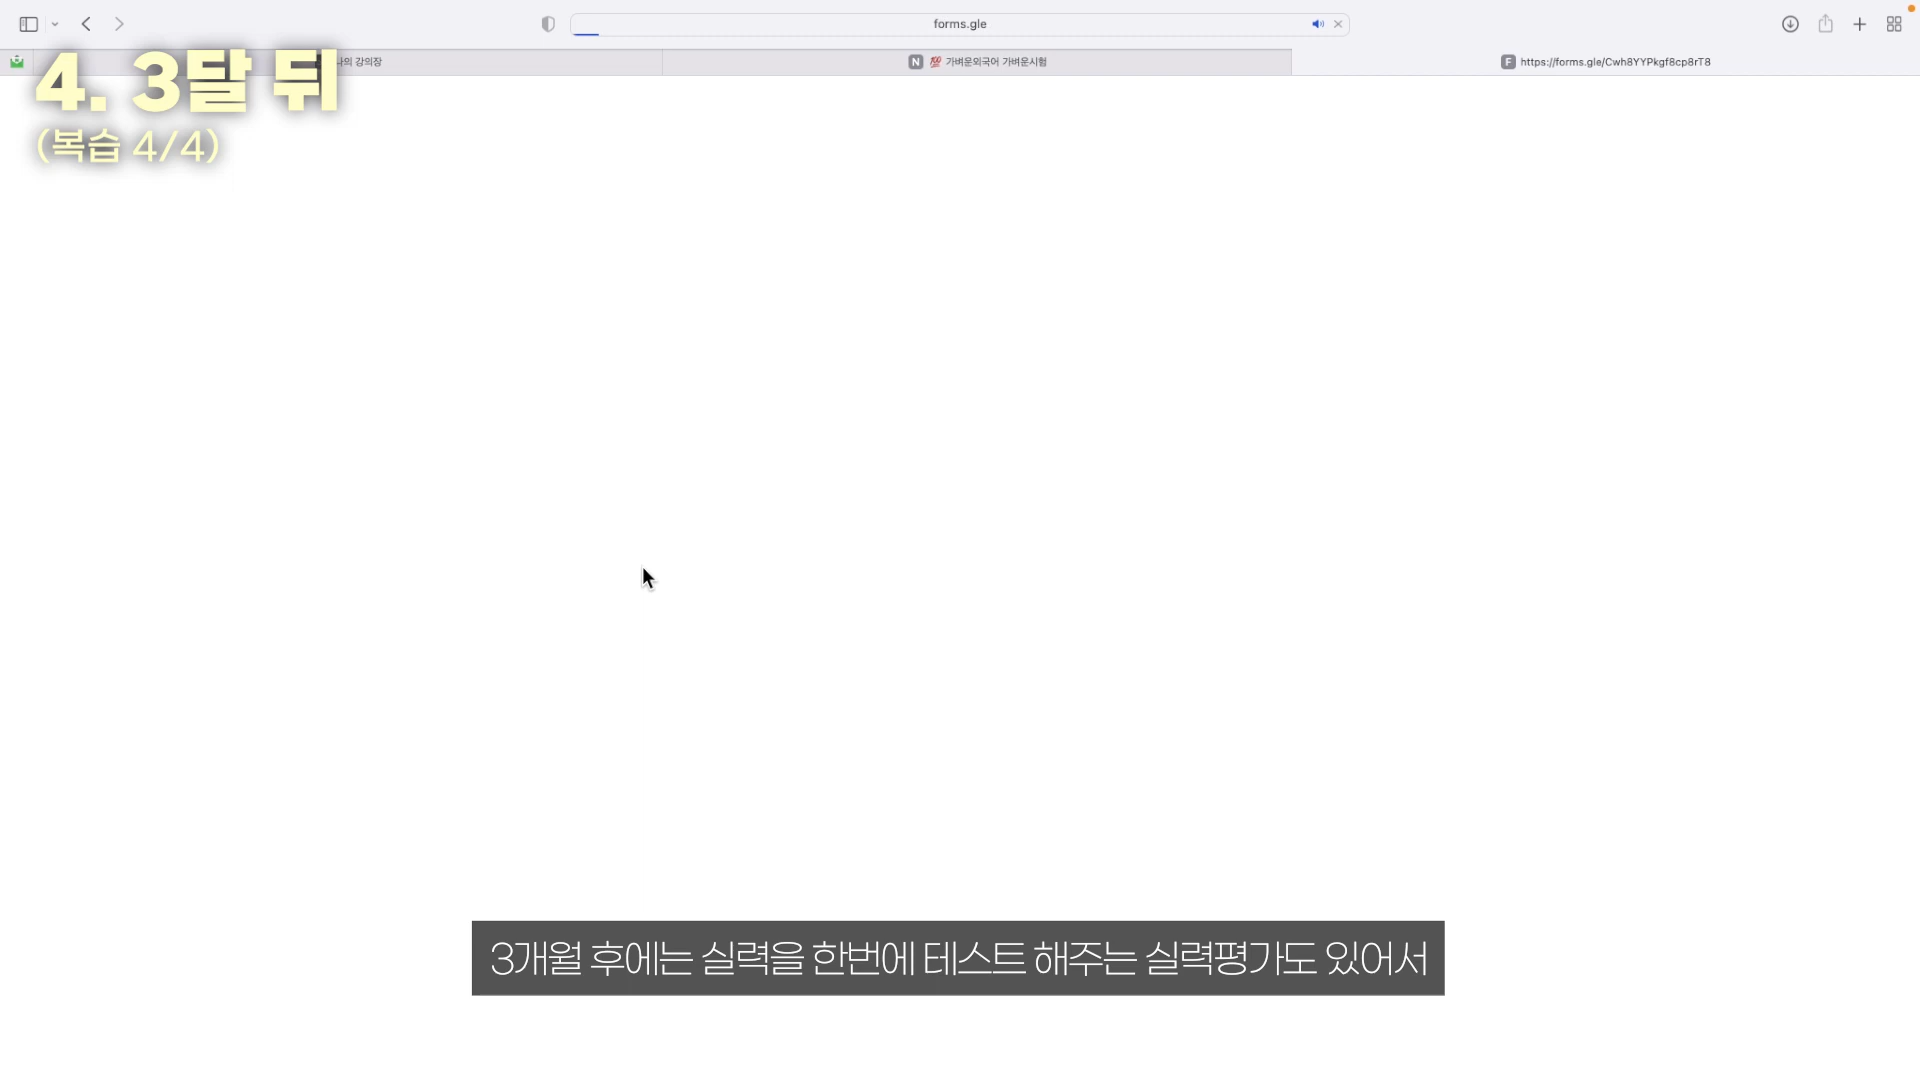 forms.gle
나의 강의장
N 💯 가벼운외국어 가벼운시험
F https://forms.gle/Cwh8YYPkgf8cp8rT8
4. 3달 뒤
(복습 4/4)
3개월 후에는 실력을 한번에 테스트 해주는 실력평가도 있어서